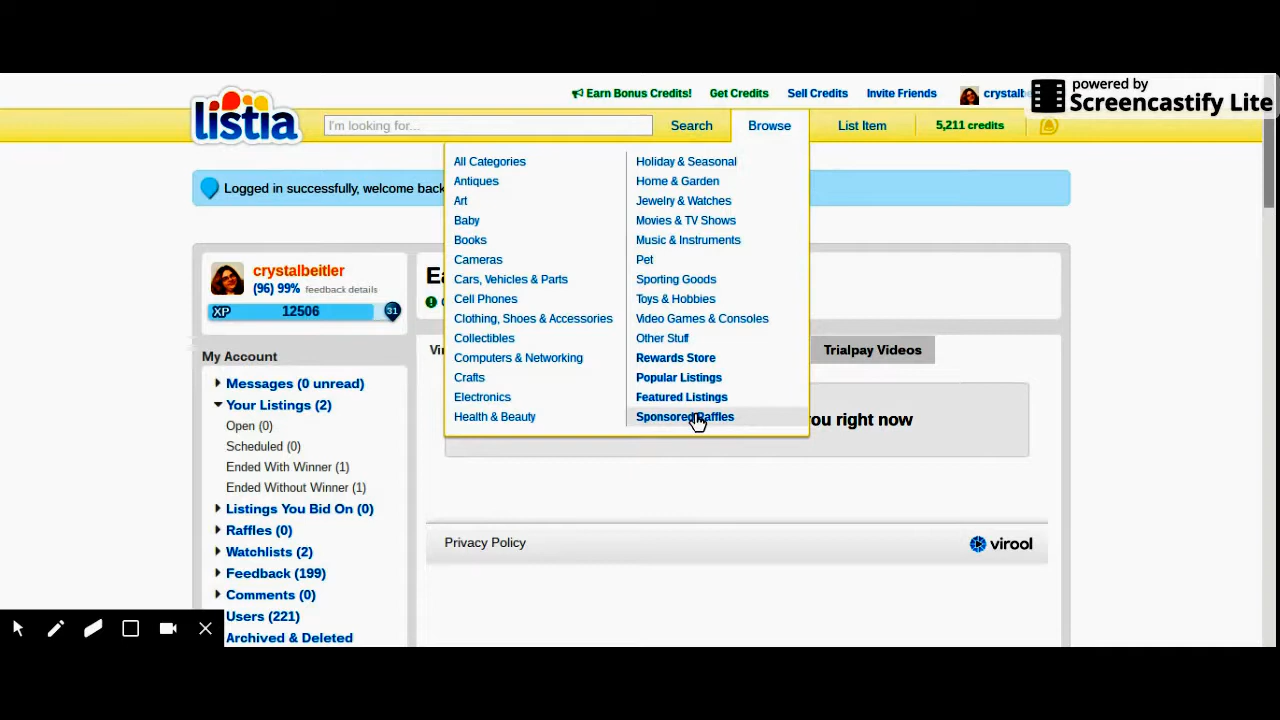 powered by
Screencastify Lite
Earn Bonus Credits!
Get Credits
Sell Credits
Invite Friends
listia
I'm looking for...
Search
Browse
List Item
5,211 credits
Logged in successfully, welcome back
All Categories
Antiques
Art
Baby
Books
Cameras
Cars, Vehicles & Parts
Cell Phones
Clothing, Shoes & Accessories
Collectibles
Computers & Networking
Crafts
Electronics
Health & Beauty
Holiday & Seasonal
Home & Garden
Jewelry & Watches
Movies & TV Shows
Music & Instruments
Pet
Sporting Goods
Toys & Hobbies
Video Games & Consoles
Other Stuff
Rewards Store
Popular Listings
Featured Listings
Sponsored Raffles
crystalbeitler
(96) 99% feedback details
XP 12506 31
My Account
Messages (0 unread)
Your Listings (2)
Open (0)
Scheduled (0)
Ended With Winner (1)
Ended Without Winner (1)
Listings You Bid On (0)
Raffles (0)
Watchlists (2)
Feedback (199)
Comments (0)
Users (221)
Archived & Deleted
Trialpay Videos
you right now
Privacy Policy
virool